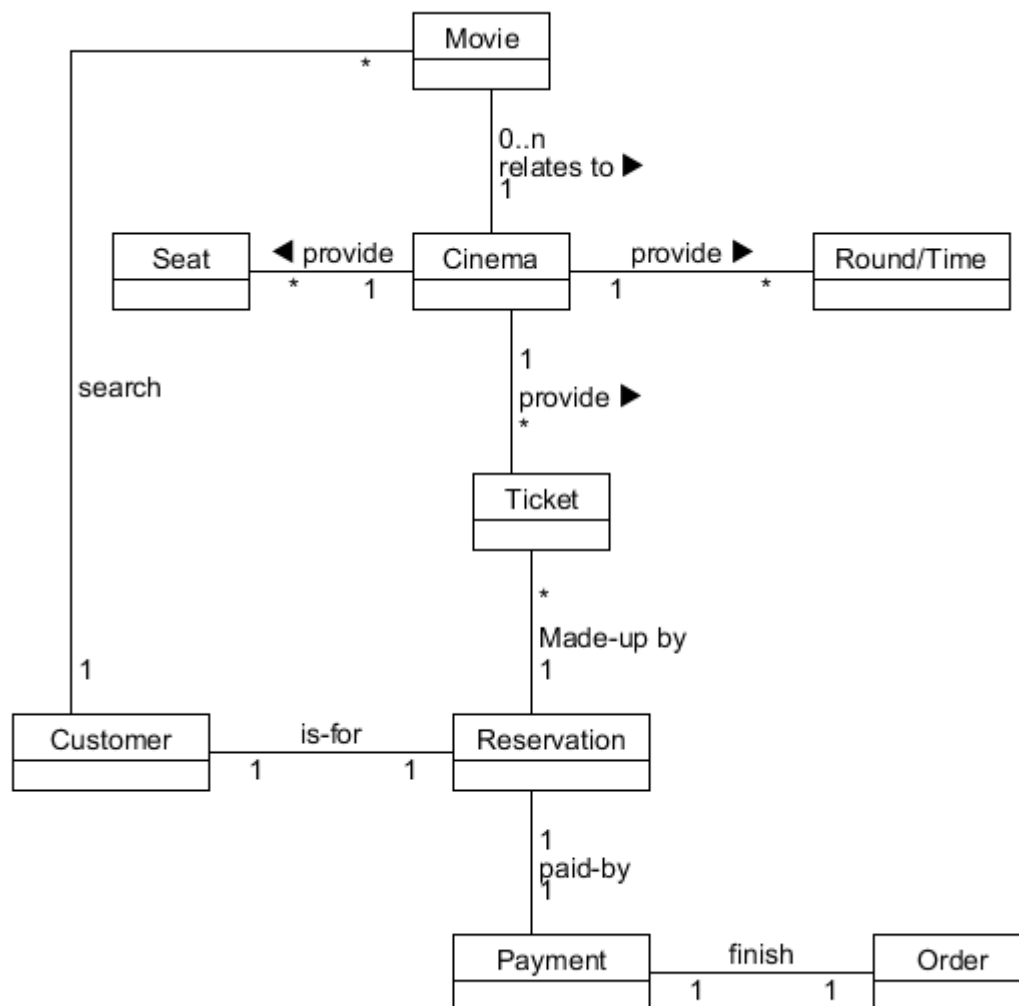 Movie
*
0..n
relates to ▶
1
Seat
◀ provide
Cinema
provide ▶
Round/Time
*
1
1
*
1
search
provide ▶
*
Ticket
*
Made-up by
1
1
Customer
is-for
Reservation
1
1
1
paid-by
1
Payment
finish
Order
1
1